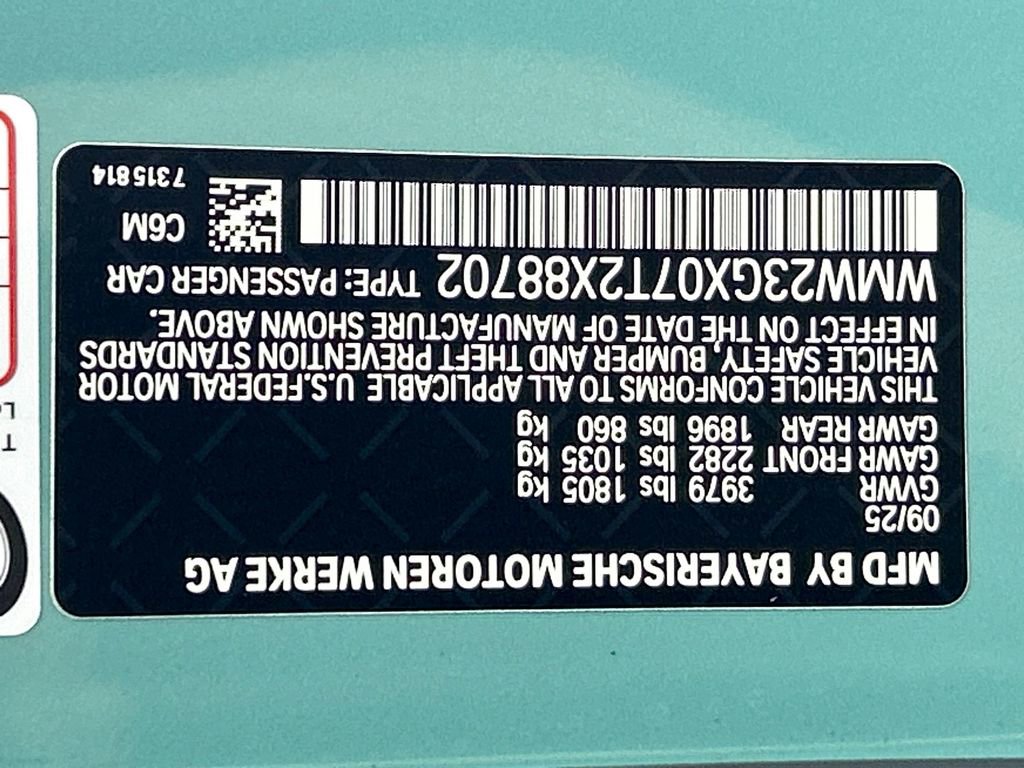 MFD BY BAYERISCHE MOTOREN WERKE AG
09/25
GVWR 3979 lbs 1805 kg
GAWR FRONT 2282 lbs 1035 kg
GAWR REAR 1896 lbs 860 kg
THIS VEHICLE CONFORMS TO ALL APPLICABLE U.S.FEDERAL MOTOR
VEHICLE SAFETY, BUMPER, AND THEFT PREVENTION STANDARDS
IN EFFECT ON THE DATE OF MANUFACTURE SHOWN ABOVE.
WMW23GX07T2X88702 TYPE: PASSENGER CAR
C6M
7315814